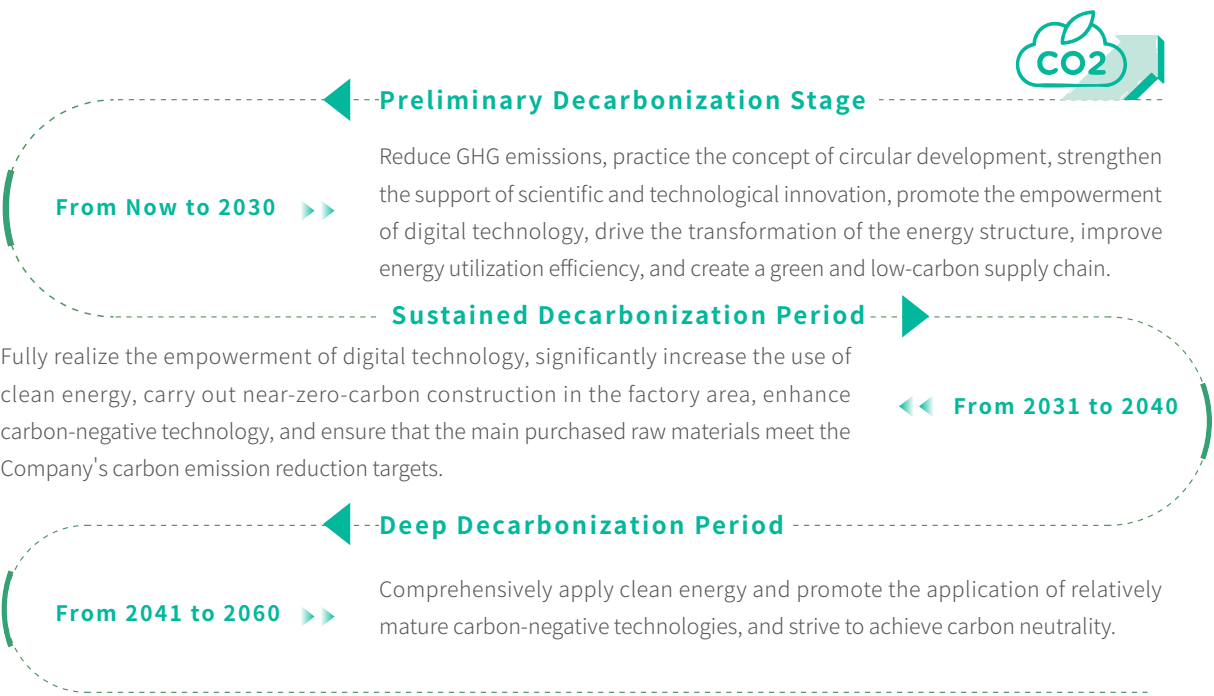 CO2
Preliminary Decarbonization Stage
From Now to 2030
Reduce GHG emissions, practice the concept of circular development, strengthen
the support of scientific and technological innovation, promote the empowerment
of digital technology, drive the transformation of the energy structure, improve
energy utilization efficiency, and create a green and low-carbon supply chain.
Sustained Decarbonization Period
Fully realize the empowerment of digital technology, significantly increase the use of
clean energy, carry out near-zero-carbon construction in the factory area, enhance
carbon-negative technology, and ensure that the main purchased raw materials meet the
Company's carbon emission reduction targets.
From 2031 to 2040
Deep Decarbonization Period
From 2041 to 2060
Comprehensively apply clean energy and promote the application of relatively
mature carbon-negative technologies, and strive to achieve carbon neutrality.